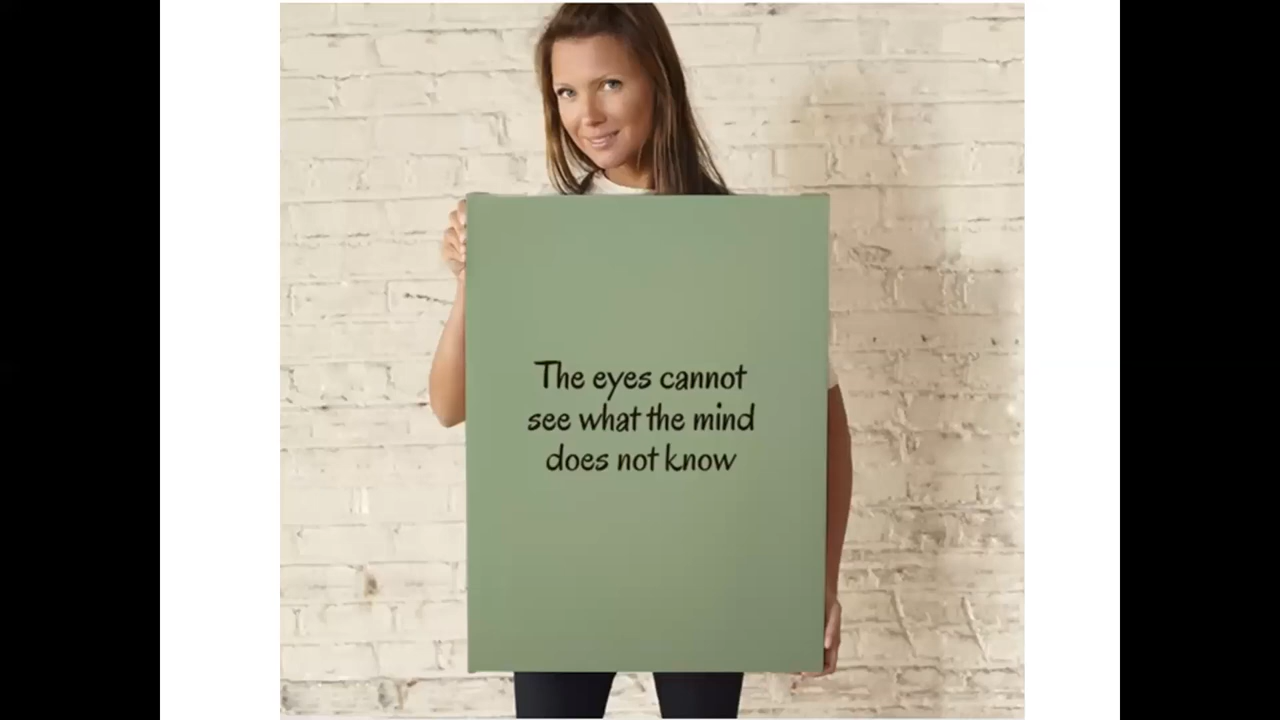 The eyes cannot
see what the mind
does not know